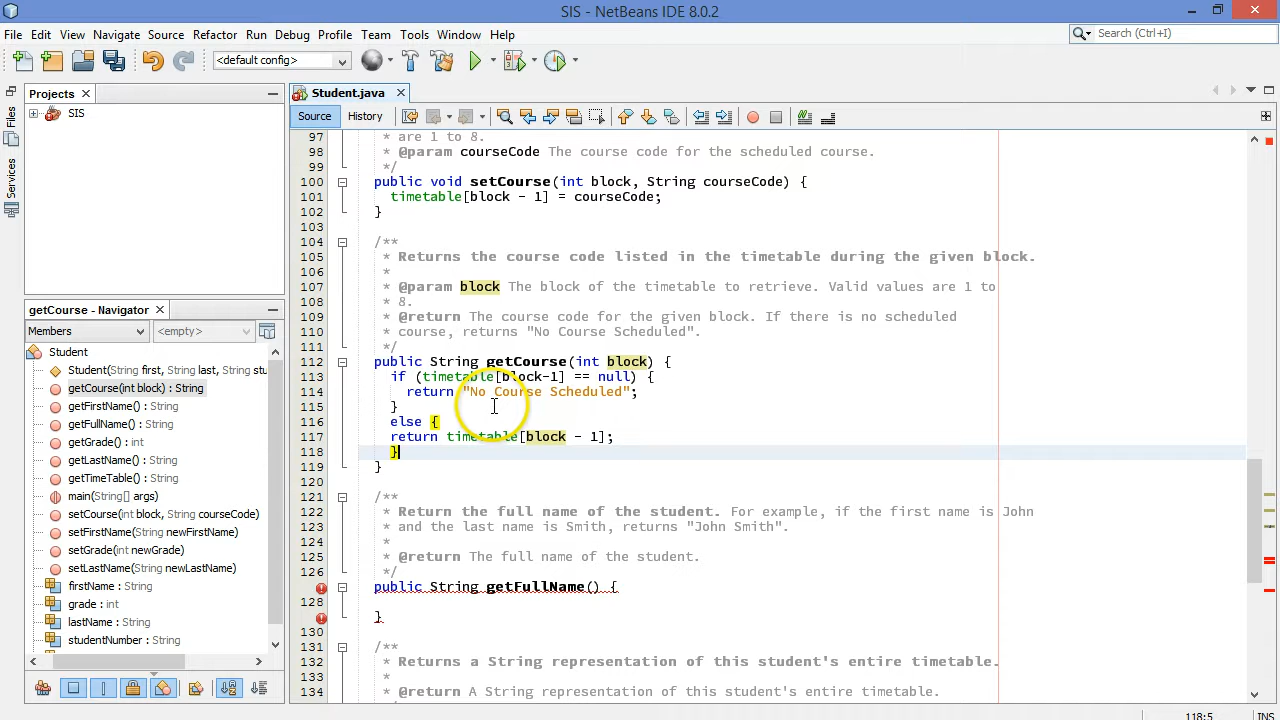 SIS - NetBeans IDE 8.0.2
File Edit View Navigate Source Refactor Run Debug Profile Team Tools Window Help
Search (Ctrl+I)
<default config>
Files
Services
Projects
SIS
getCourse - Navigator
Members
<empty>
Student
Student(String first, String last, String stu
getCourse(int block) : String
getFirstName() : String
getFullName() : String
getGrade() : int
getLastName() : String
getTimeTable() : String
main(String[] args)
setCourse(int block, String courseCode)
setFirstName(String newFirstName)
setGrade(int newGrade)
setLastName(String newLastName)
firstName : String
grade : int
lastName : String
studentNumber : String
Student.java
Source History
97 * are 1 to 8.
98 * @param courseCode The course code for the scheduled course.
99 */
100 public void setCourse(int block, String courseCode) {
101 timetable[block - 1] = courseCode;
102 }
103
104 /**
105 * Returns the course code listed in the timetable during the given block.
106 *
107 * @param block The block of the timetable to retrieve. Valid values are 1 to
108 * 8.
109 * @return The course code for the given block. If there is no scheduled
110 * course, returns "No Course Scheduled".
111 */
112 public String getCourse(int block) {
113 if (timetable[block-1] == null) {
114 return "No Course Scheduled";
115 }
116 else {
117 return timetable[block - 1];
118 }
119 }
120
121 /**
122 * Return the full name of the student. For example, if the first name is John
123 * and the last name is Smith, returns "John Smith".
124 *
125 * @return The full name of the student.
126 */
public String getFullName() {
128
}
130
131 /**
132 * Returns a String representation of this student's entire timetable.
133 *
134 * @return A String representation of this student's entire timetable.
118:5 INS